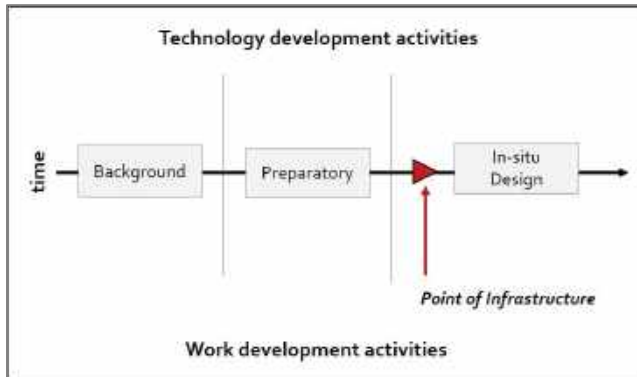 Technology development activities
time
Background
Preparatory
In-situ
Design
Point of Infrastructure
Work development activities